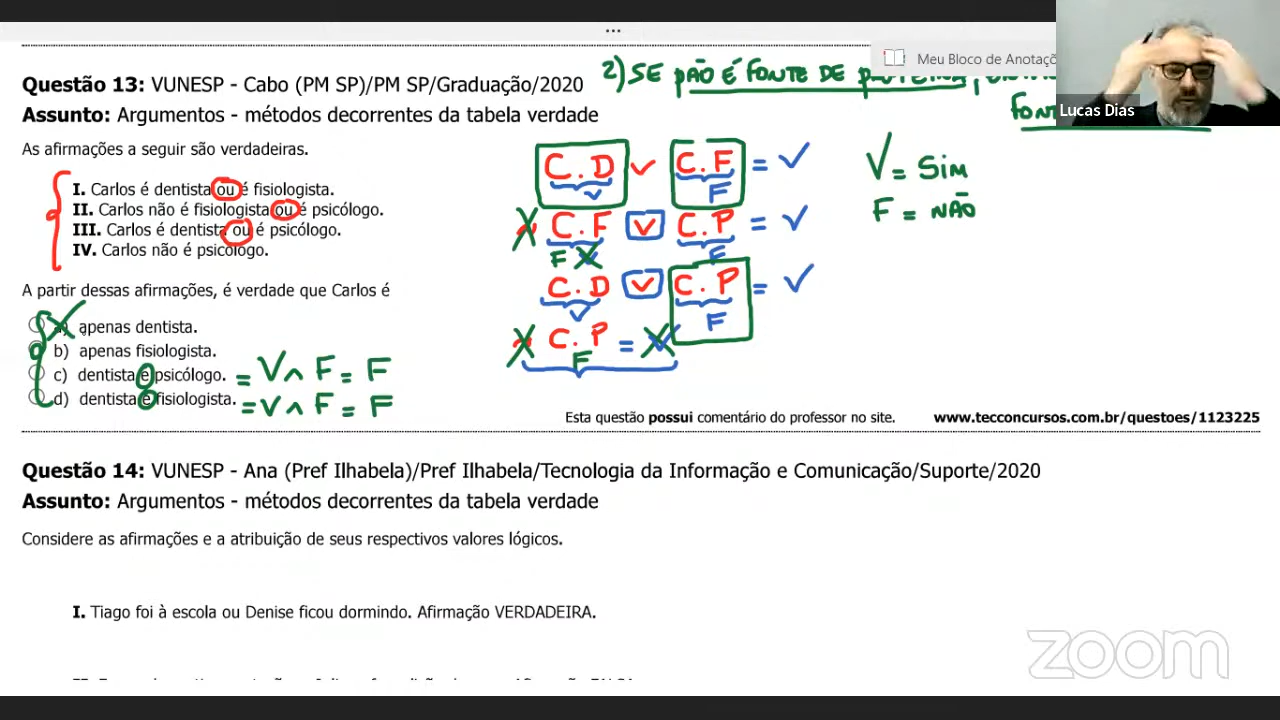 Meu Bloco de Anotaçõ
Lucas Dias
2) SE PÃO É FONTE DE
FONT
Questão 13: VUNESP - Cabo (PM SP)/PM SP/Graduação/2020
Assunto: Argumentos - métodos decorrentes da tabela verdade
As afirmações a seguir são verdadeiras.
I. Carlos é dentista ou é fisiologista.
II. Carlos não é fisiologista ou é psicólogo.
III. Carlos é dentista ou é psicólogo.
IV. Carlos não é psicólogo.
A partir dessas afirmações, é verdade que Carlos é
a) apenas dentista.
b) apenas fisiologista.
c) dentista e psicólogo. = V ∧ F = F
d) dentista e fisiologista. = V ∧ F = F
C.D ∨ C.F = ✓
V F
~ C.F ∨ C.P = ✓
F F
C.D ∨ C.P = ✓
V F
~ C.P = V
F
V = SIM
F = NÃO
Esta questão possui comentário do professor no site. www.tecconcursos.com.br/questoes/1123225
Questão 14: VUNESP - Ana (Pref Ilhabela)/Pref Ilhabela/Tecnologia da Informação e Comunicação/Suporte/2020
Assunto: Argumentos - métodos decorrentes da tabela verdade
Considere as afirmações e a atribuição de seus respectivos valores lógicos.
I. Tiago foi à escola ou Denise ficou dormindo. Afirmação VERDADEIRA.
zoom